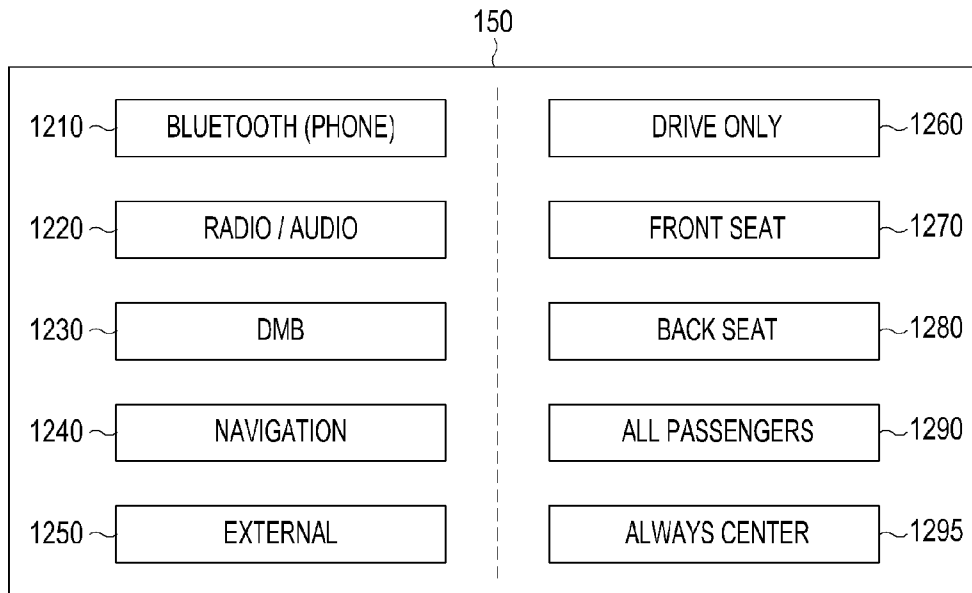 150
1210 BLUETOOTH (PHONE) DRIVE ONLY 1260
1220 RADIO / AUDIO FRONT SEAT 1270
1230 DMB BACK SEAT 1280
1240 NAVIGATION ALL PASSENGERS 1290
1250 EXTERNAL ALWAYS CENTER 1295